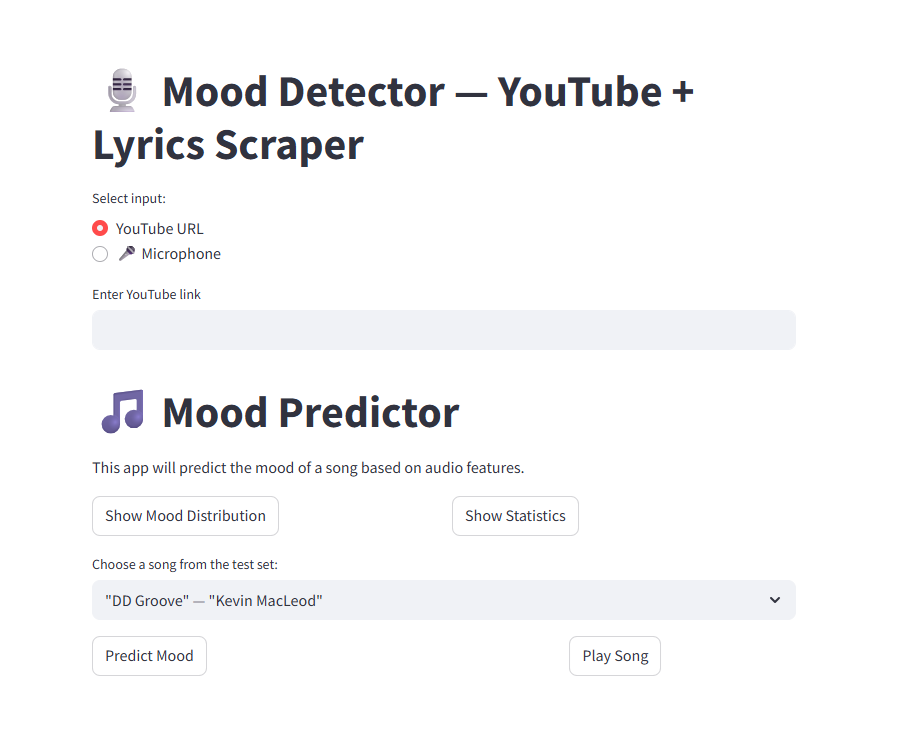 Mood Detector — YouTube +
Lyrics Scraper
Select input:
YouTube URL
Microphone
Enter YouTube link
Mood Predictor
This app will predict the mood of a song based on audio features.
Show Mood Distribution
Show Statistics
Choose a song from the test set:
"DD Groove" — "Kevin MacLeod"
Predict Mood
Play Song